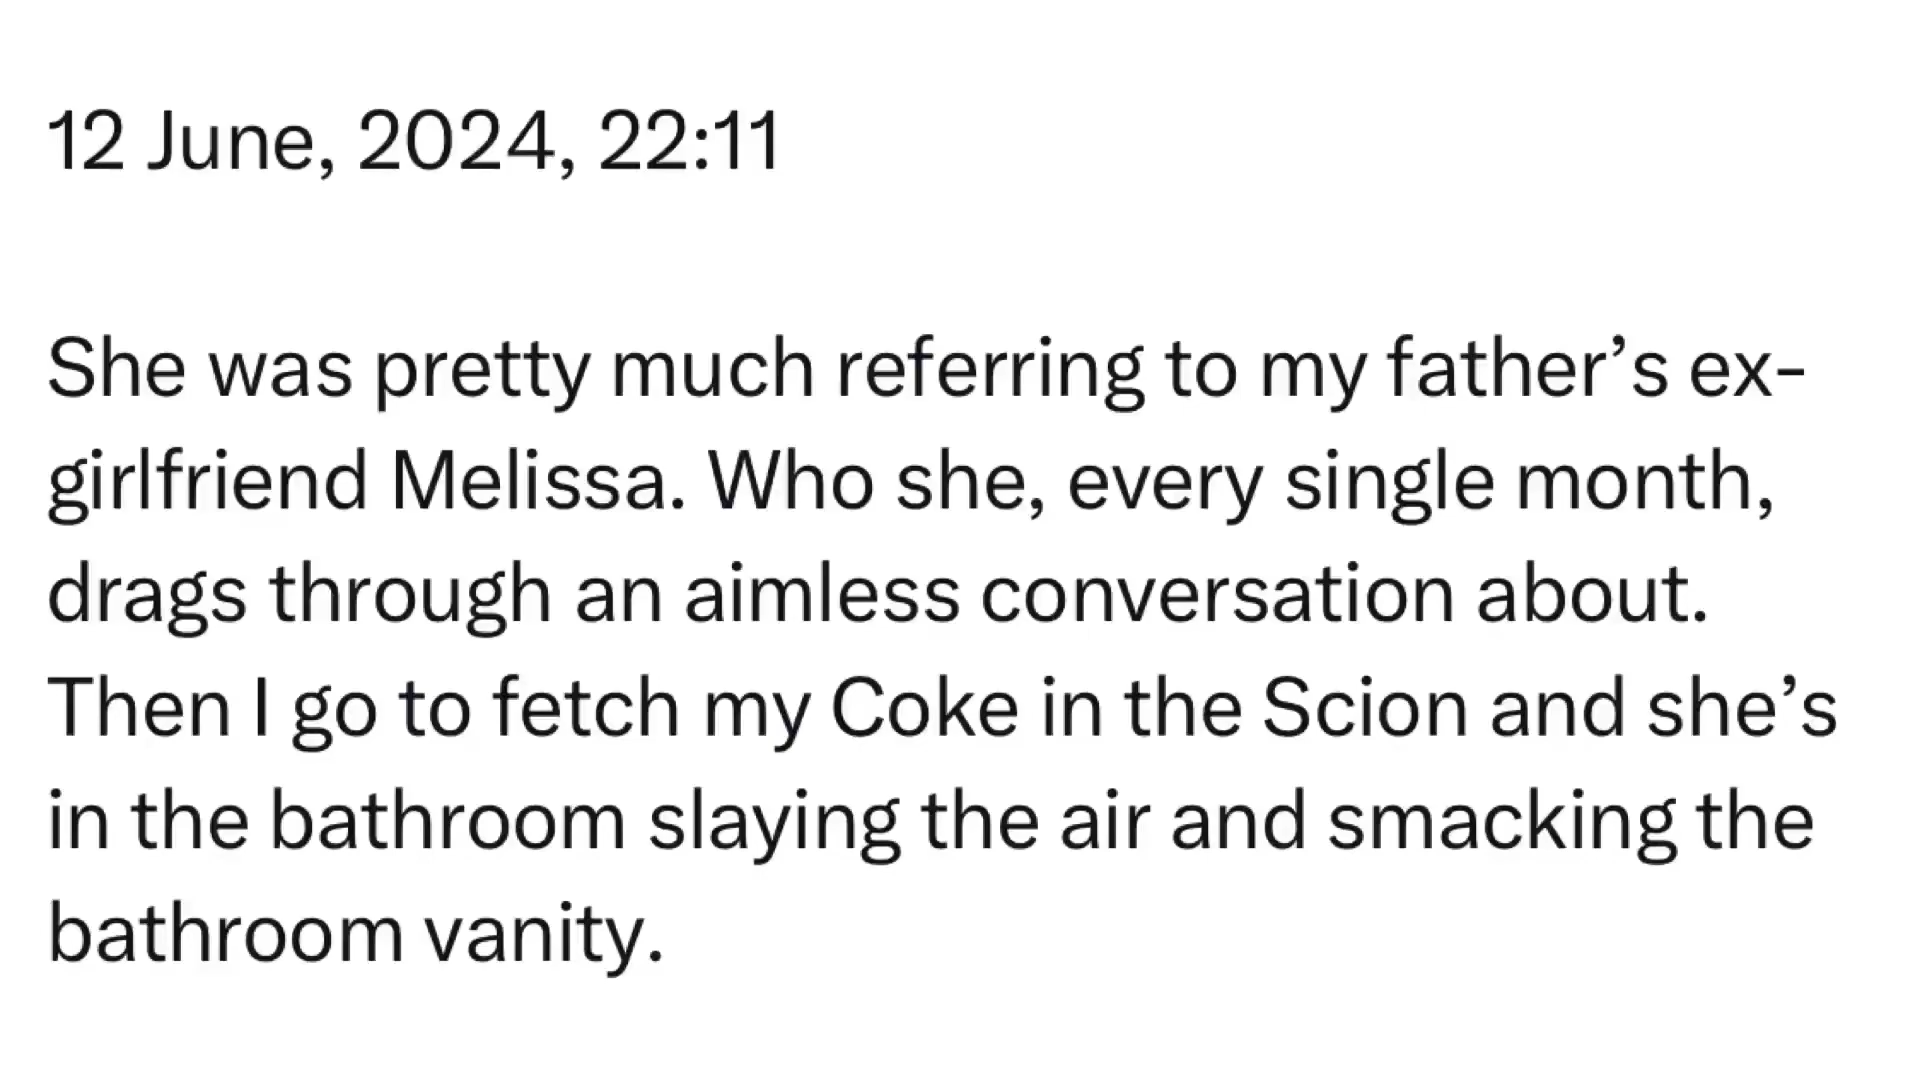 12 June, 2024, 22:11
She was pretty much referring to my father’s ex-
girlfriend Melissa. Who she, every single month,
drags through an aimless conversation about.
Then I go to fetch my Coke in the Scion and she’s
in the bathroom slaying the air and smacking the
bathroom vanity.